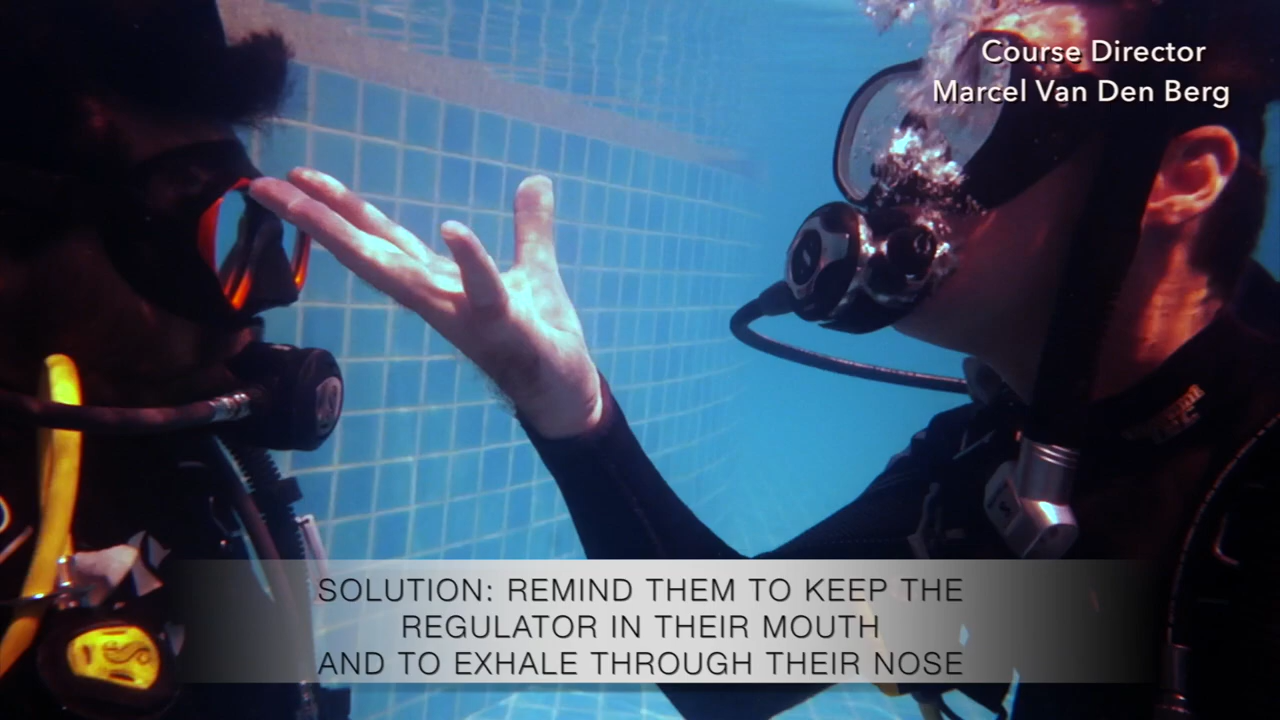 Course Director
Marcel Van Den Berg
SOLUTION: REMIND THEM TO KEEP THE
REGULATOR IN THEIR MOUTH
AND TO EXHALE THROUGH THEIR NOSE